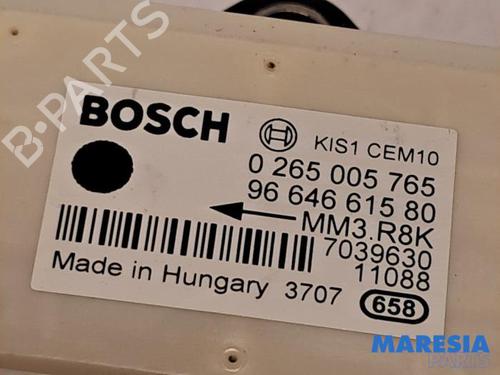 B-PARTS
BOSCH KIS1 CEM10
0 265 005 765
96 646 615 80
MM3.R8K
7039630
11088
Made in Hungary 3707 658
MARESIA
PARTS